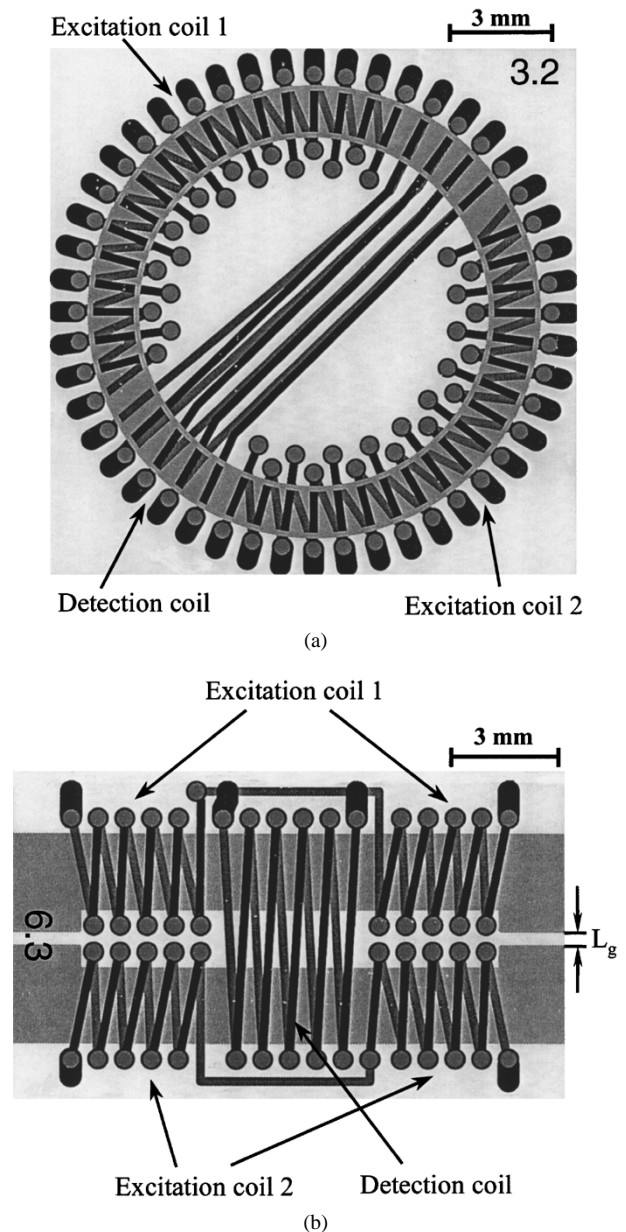 Excitation coil 1
3 mm
3.2
Detection coil
Excitation coil 2
(a)
Excitation coil 1
3 mm
6.3
Lg
Excitation coil 2
Detection coil
(b)